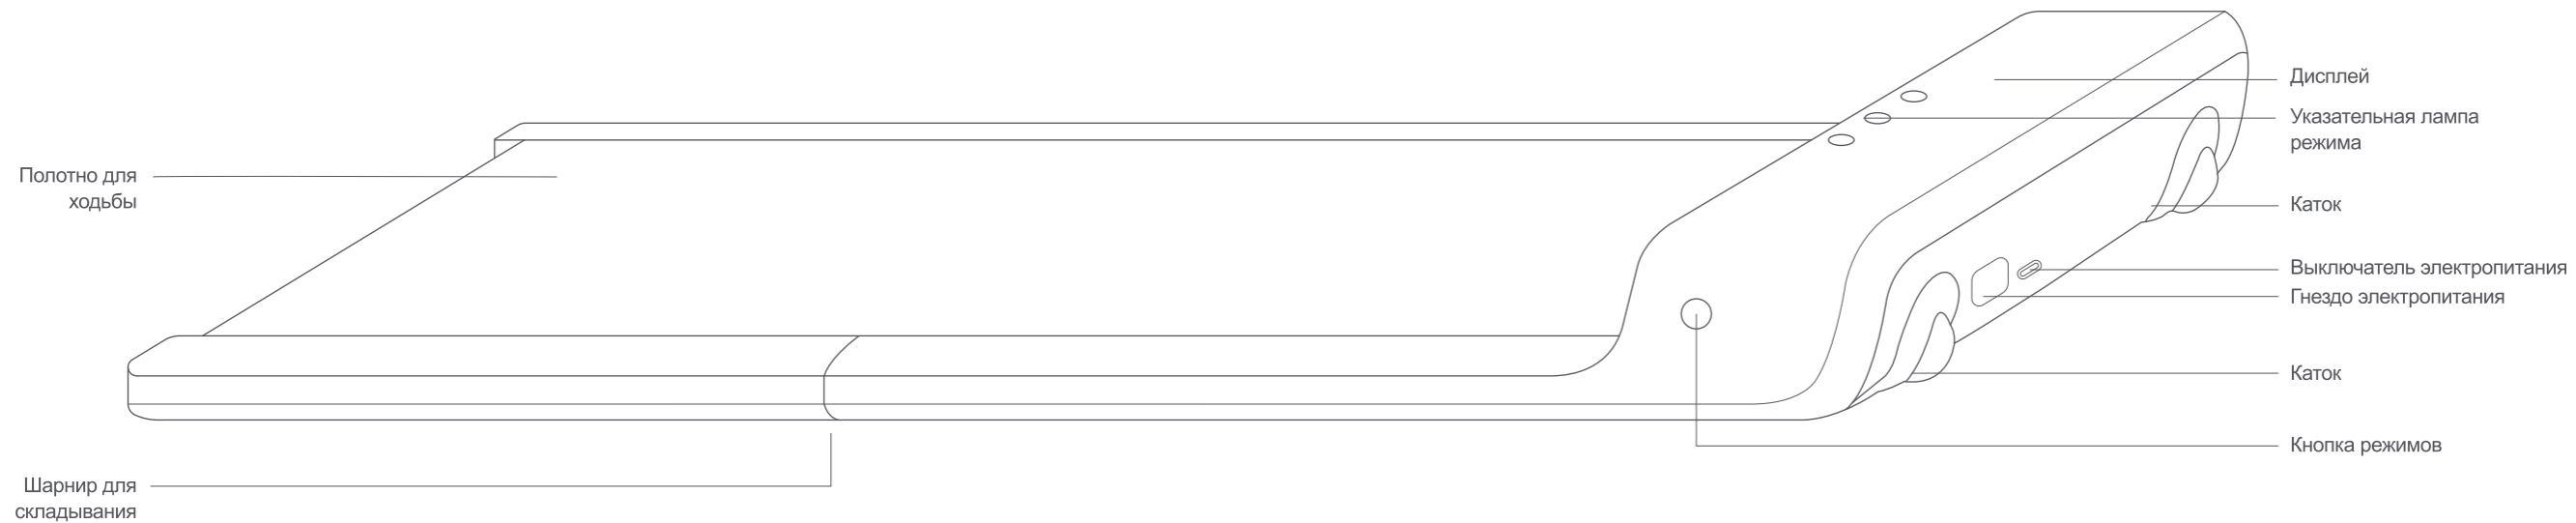 Полотно для
ходьбы
Шарнир для
складывания
Дисплей
Указательная лампа
режима
Каток
Выключатель электропитания
Гнездо электропитания
Каток
Кнопка режимов